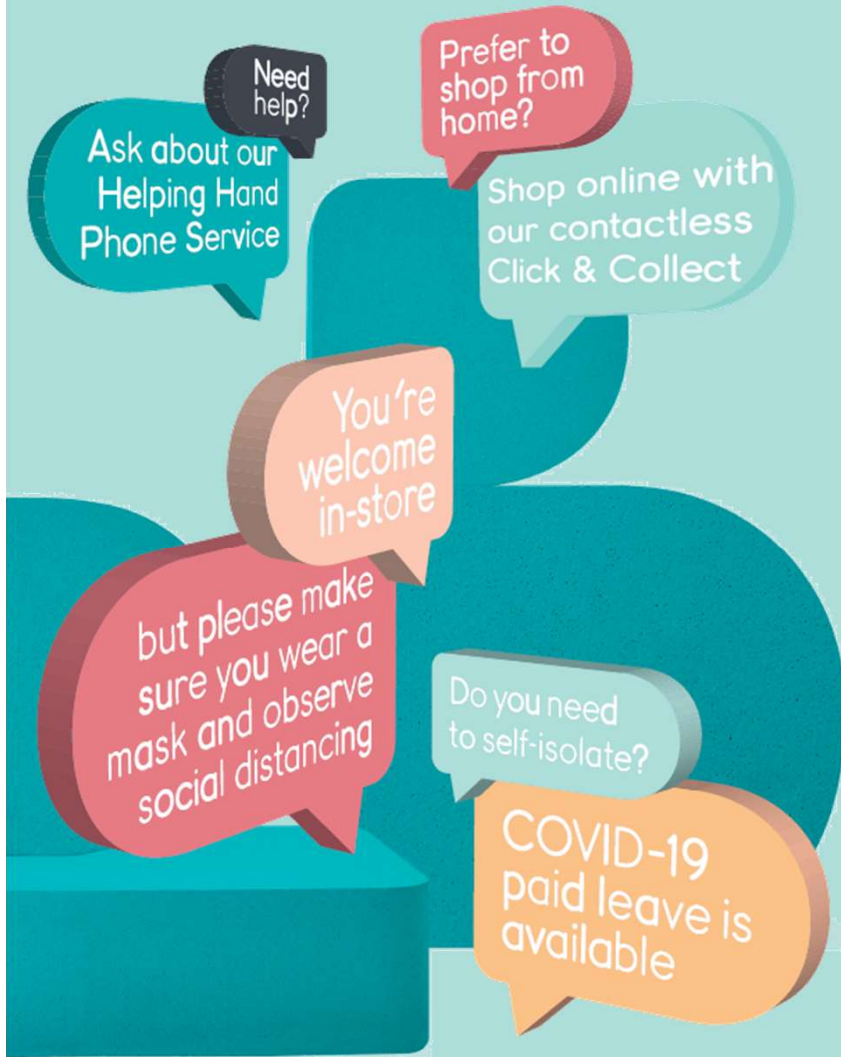 Need
help?
Ask about our
Helping Hand
Phone Service
Prefer to
shop from
home?
Shop online with
our contactless
Click & Collect
You're
welcome
in-store
but please make
sure you wear a
mask and observe
social distancing
Do you need
to self-isolate?
COVID-19
paid leave is
available